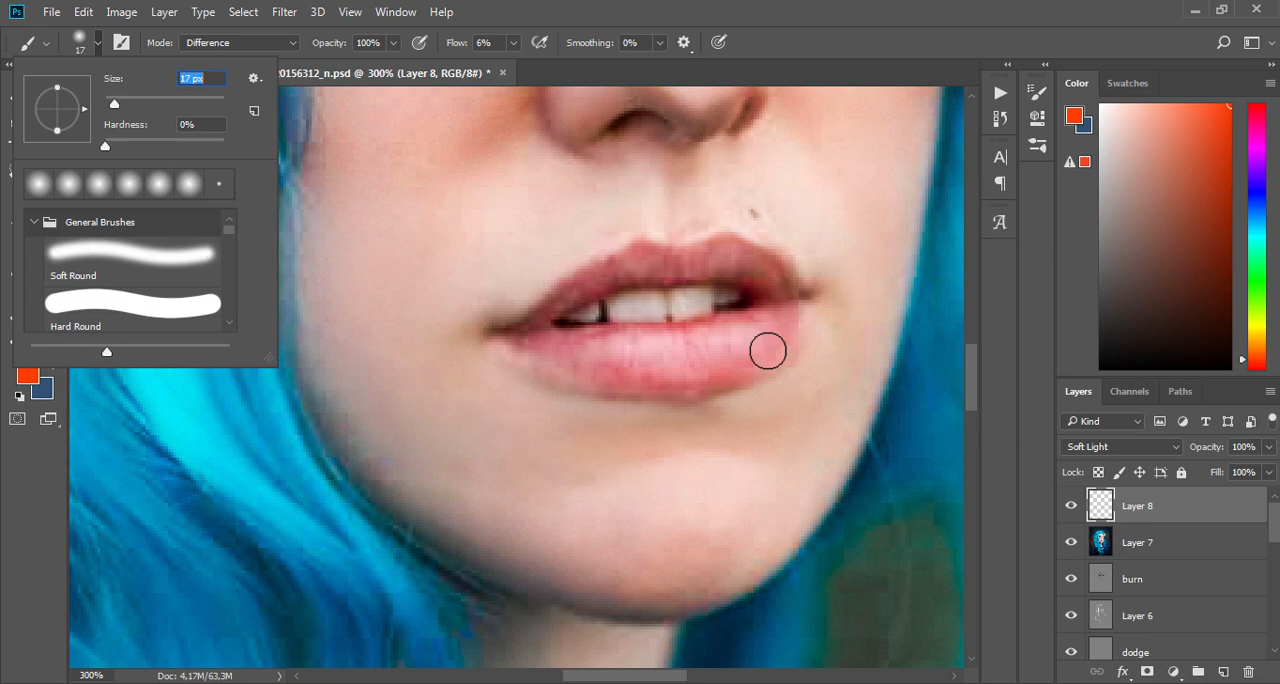 Ps File Edit Image Layer Type Select Filter 3D View Window Help
17 Mode: Difference Opacity: 100% Flow: 6% Smoothing: 0%
20156312_n.psd @ 300% (Layer 8, RGB/8#) *
Size: 17 px
Hardness: 0%
General Brushes
Soft Round
Hard Round
Color Swatches
Layers Channels Paths
Kind
Soft Light Opacity: 100%
Lock: Fill: 100%
Layer 8
Layer 7
burn
Layer 6
dodge
fx
300% Doc: 4,17M/63,3M